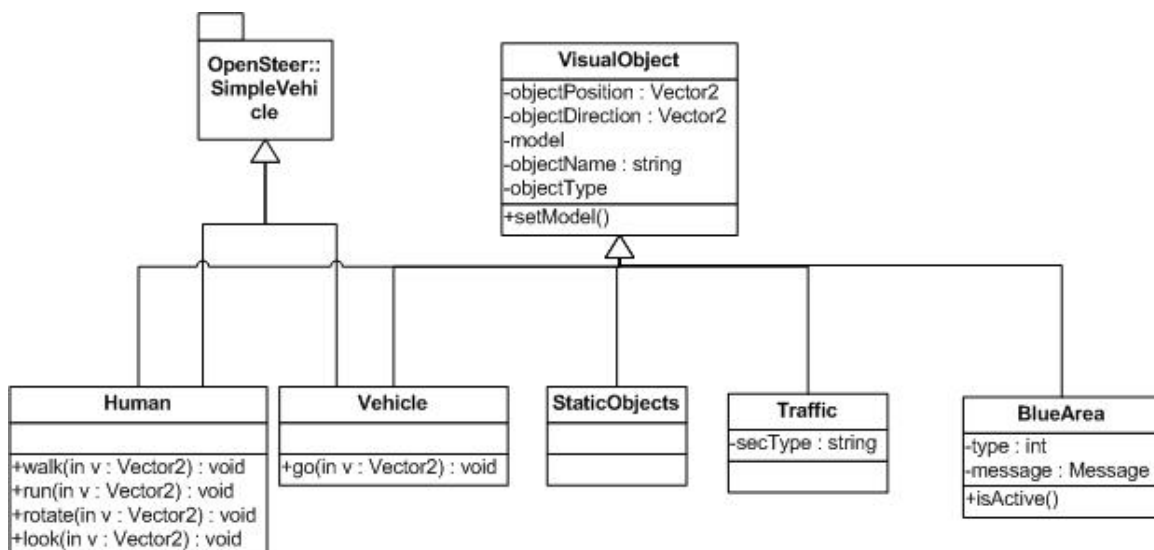 OpenSteer::
SimpleVehi
cle
VisualObject
-objectPosition : Vector2
-objectDirection : Vector2
-model
-objectName : string
-objectType
+setModel()
Human
+walk(in v : Vector2) : void
+run(in v : Vector2) : void
+rotate(in v : Vector2) : void
+look(in v : Vector2) : void
Vehicle
+go(in v : Vector2) : void
StaticObjects
Traffic
-secType : string
BlueArea
-type : int
-message : Message
+isActive()